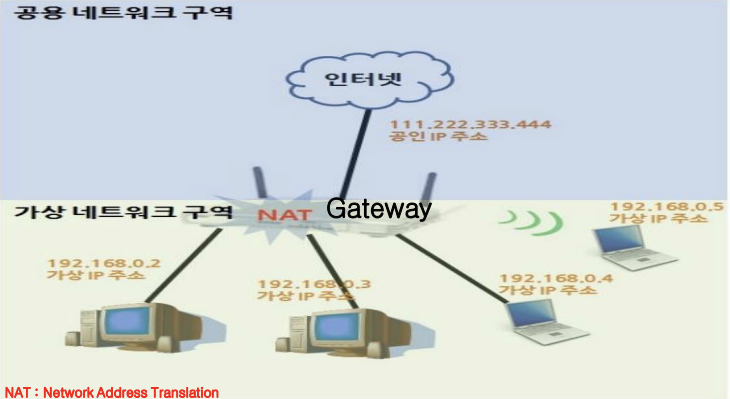 공용 네트워크 구역
인터넷
111.222.333.444
공인 IP 주소
가상 네트워크 구역
NAT Gateway
192.168.0.5
가상 IP 주소
192.168.0.2
가상 IP 주소
192.168.0.3
가상 IP 주소
192.168.0.4
가상 IP 주소
NAT : Network Address Translation